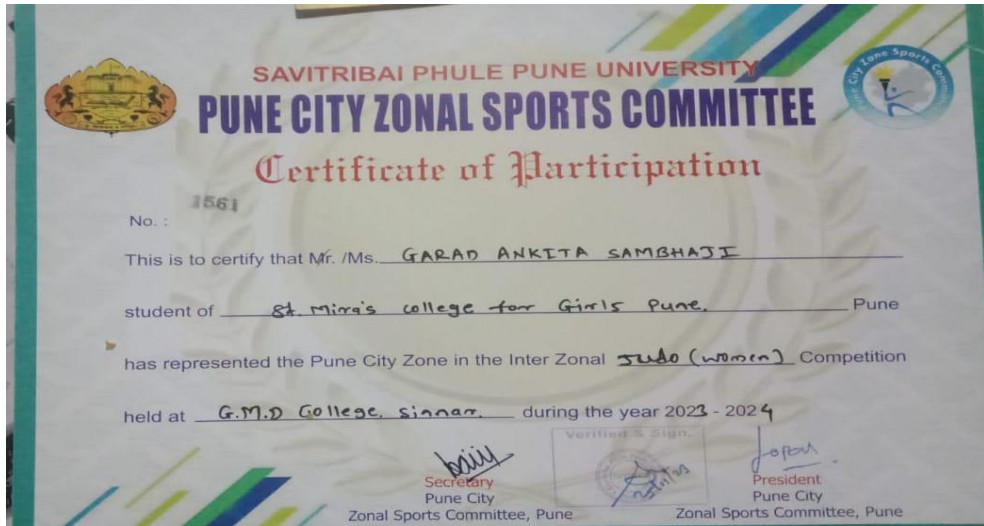 SAVITRIBAI PHULE PUNE UNIVERSITY
PUNE CITY ZONAL SPORTS COMMITTEE
City Zone Sports
Certificate of Participation
No. : 1561
This is to certify that Mr. /Ms. GARAD ANKITA SAMBHAJI
student of St. Mira's college for Girls Pune. Pune
has represented the Pune City Zone in the Inter Zonal Judo (women) Competition
held at G.M.D College, Sinnar. during the year 2023 - 2024
Verified & Sign.
Secretary
Pune City
Zonal Sports Committee, Pune
President
Pune City
Zonal Sports Committee, Pune